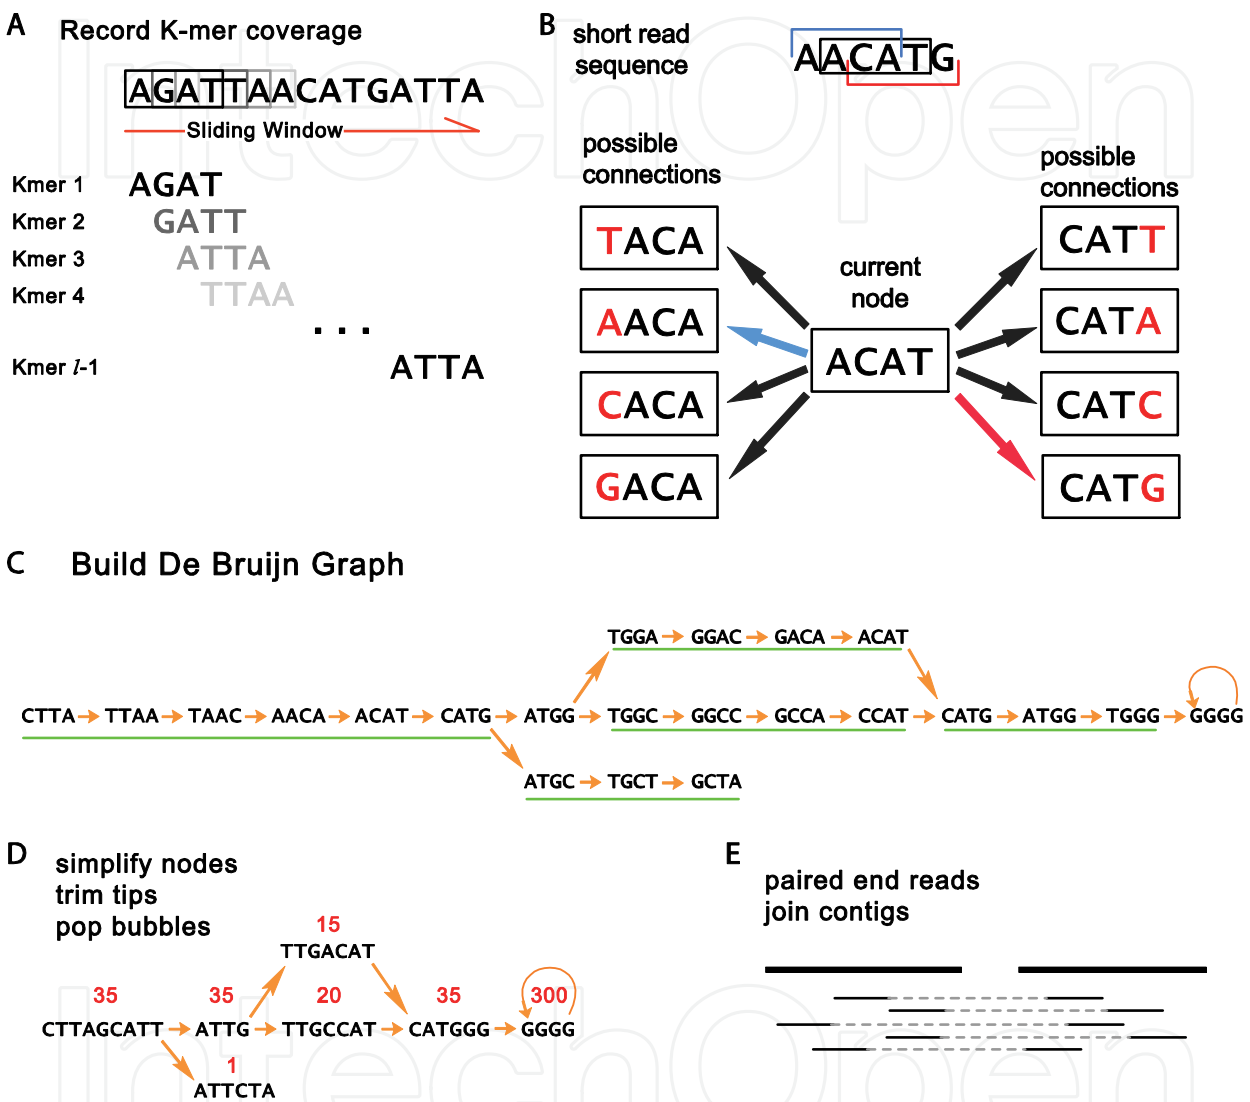 A Record K-mer coverage
AGATTAACATGATTA
Sliding Window
Kmer 1 AGAT
Kmer 2 GATT
Kmer 3 ATTA
Kmer 4 TTAA
. . .
Kmer l-1 ATTA
B short read
sequence
AACATG
possible
connections
TACA
AACA
CACA
GACA
current
node
ACAT
possible
connections
CATT
CATA
CATC
CATG
C Build De Bruijn Graph
TGGA GGAC GACA ACAT
CTTA TTAA TAAC AACA ACAT CATG ATGG TGGC GGCC GCCA CCAT CATG ATGG TGGG GGGG
ATGC TGCT GCTA
D simplify nodes
trim tips
pop bubbles
15
TTGACAT
35 35 20 35 300
CTTAGCATT ATTG TTGCCAT CATGGG GGGG
1
ATTCTA
E paired end reads
join contigs
IntechOpen
IntechOpen